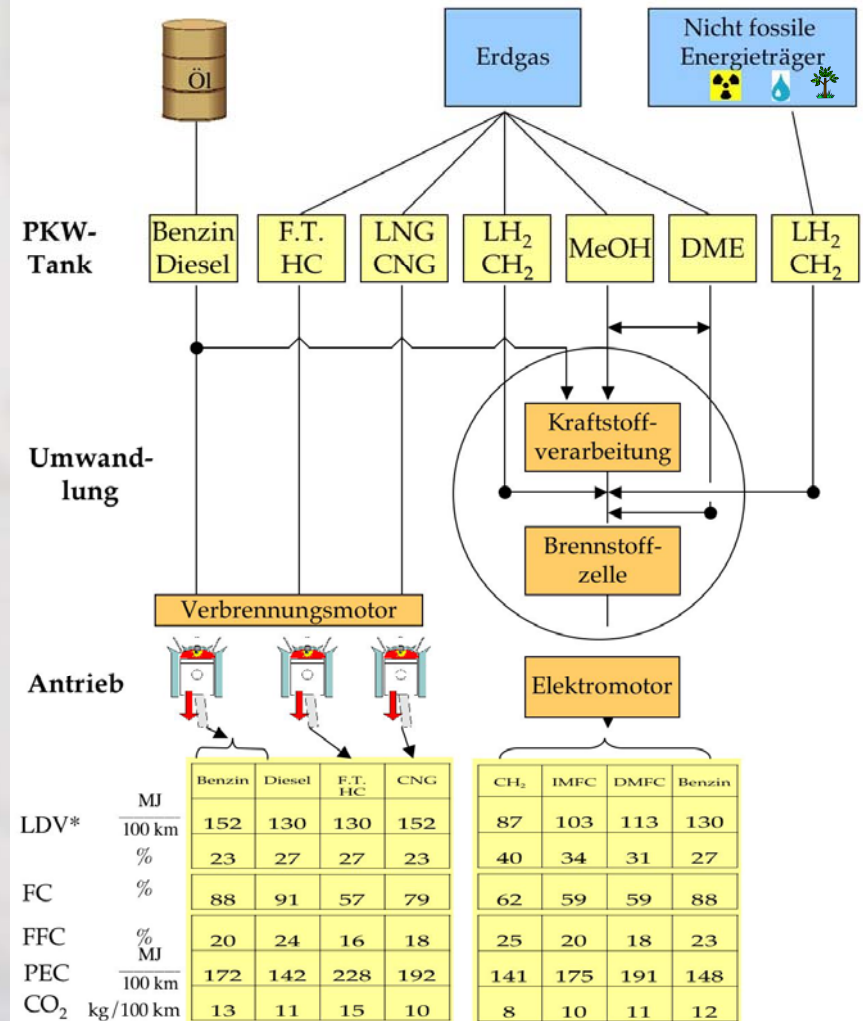 Öl
Erdgas
Nicht fossile
Energieträger
PKW-
Tank
Benzin
Diesel
F.T.
HC
LNG
CNG
LH₂
CH₂
MeOH
DME
LH₂
CH₂
Kraftstoff-
verarbeitung
Umwand-
lung
Brennstoff-
zelle
Verbrennungsmotor
Antrieb
Elektromotor
Benzin Diesel F.T. HC CNG CH₂ IMFC DMFC Benzin
LDV* MJ/100 km 152 130 130 152 87 103 113 130
% 23 27 27 23 40 34 31 27
FC % 88 91 57 79 62 59 59 88
FFC % 20 24 16 18 25 20 18 23
PEC MJ/100 km 172 142 228 192 141 175 191 148
CO₂ kg/100 km 13 11 15 10 8 10 11 12